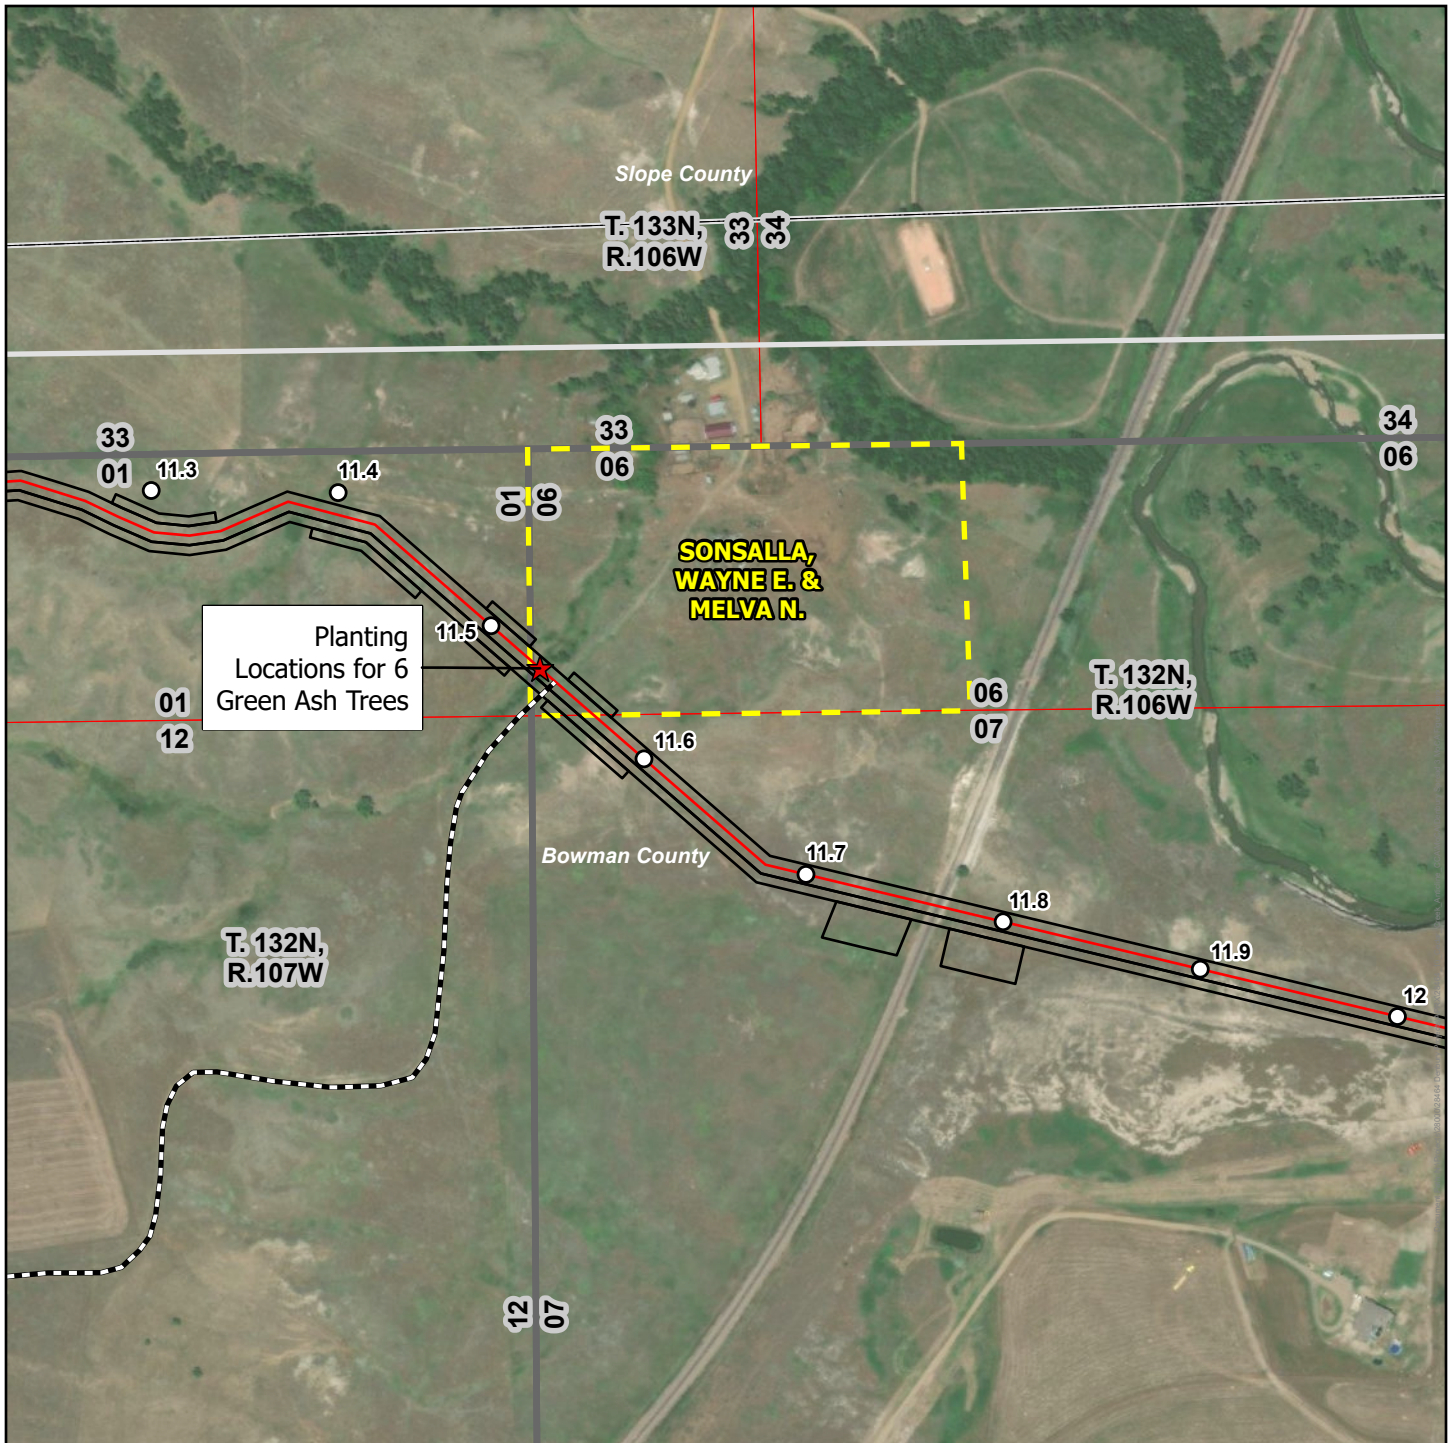 Slope County
T. 133N,
R.106W
33
34
33
01
11.3
11.4
33
06
34
06
01
06
SONSALLA,
WAYNE E. &
MELVA N.
Planting
Locations for 6
Green Ash Trees
11.5
01
12
06
07
T. 132N,
R.106W
11.6
Bowman County
11.7
11.8
11.9
12
T. 132N,
R.107W
12
07